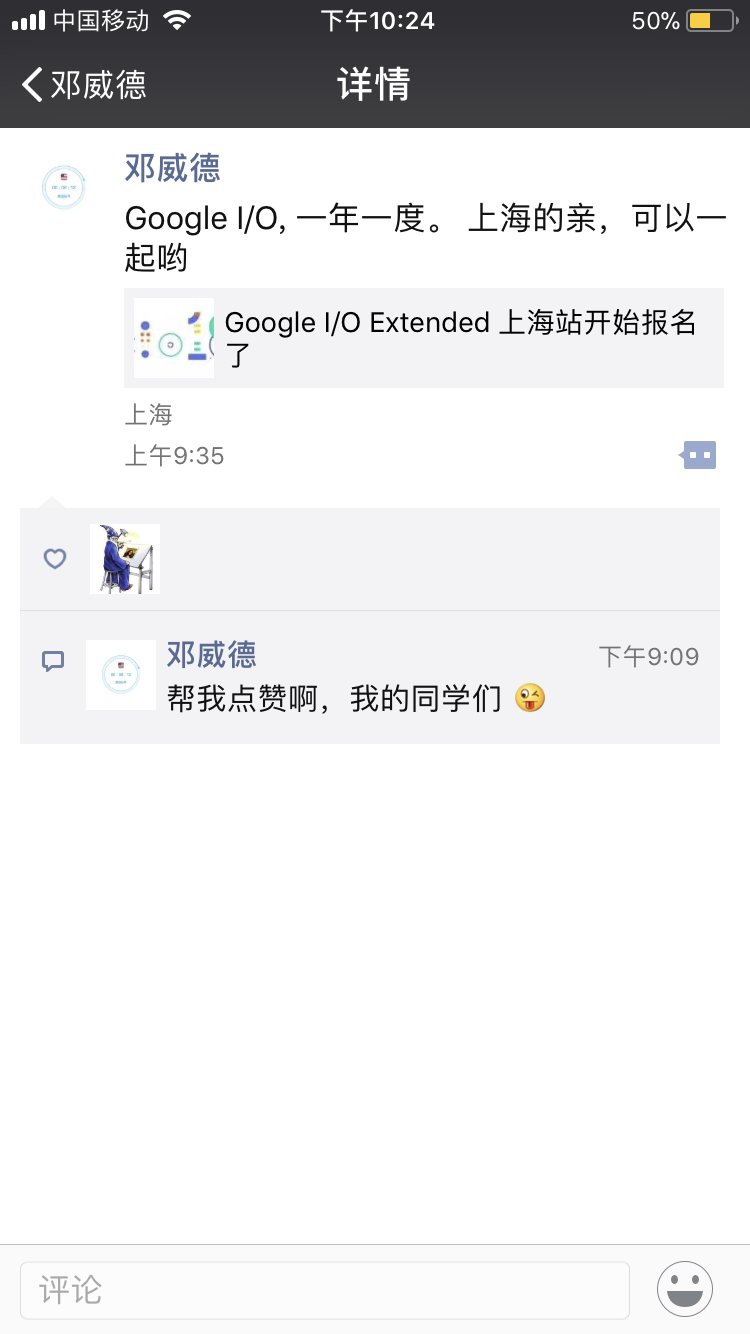 中国移动 下午10:24 50%
邓威德 详情
邓威德
Google I/O, 一年一度。 上海的亲，可以一
起哟
Google I/O Extended 上海站开始报名
了
上海
上午9:35
邓威德 下午9:09
帮我点赞啊，我的同学们 😜
评论